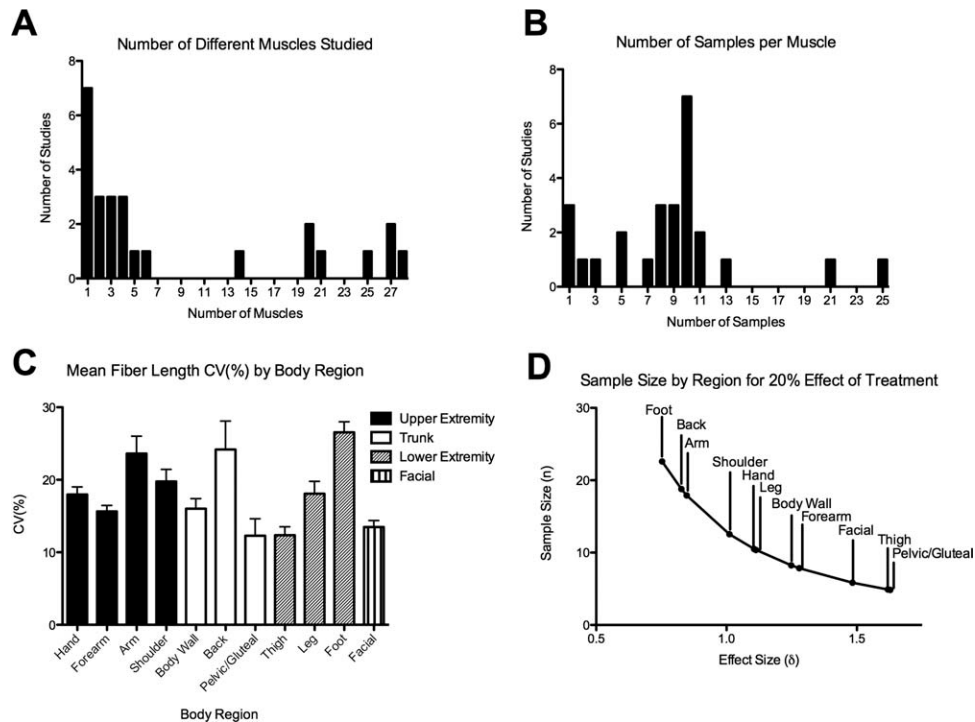 A
Number of Different Muscles Studied
Number of Studies
8
6
4
2
0
1 3 5 7 9 11 13 15 17 19 21 23 25 27
Number of Muscles
B
Number of Samples per Muscle
Number of Studies
8
6
4
2
0
1 3 5 7 9 11 13 15 17 19 21 23 25
Number of Samples
C
Mean Fiber Length CV(%) by Body Region
CV(%)
30
20
10
0
Upper Extremity
Trunk
Lower Extremity
Facial
Hand
Forearm
Arm
Shoulder
Body Wall
Back
Pelvic/Gluteal
Thigh
Leg
Foot
Facial
Body Region
D
Sample Size by Region for 20% Effect of Treatment
Sample Size (n)
30
20
10
0
Foot
Back
Arm
Shoulder
Hand
Leg
Body Wall
Forearm
Facial
Thigh
Pelvic/Gluteal
0.5 1.0 1.5
Effect Size (δ)